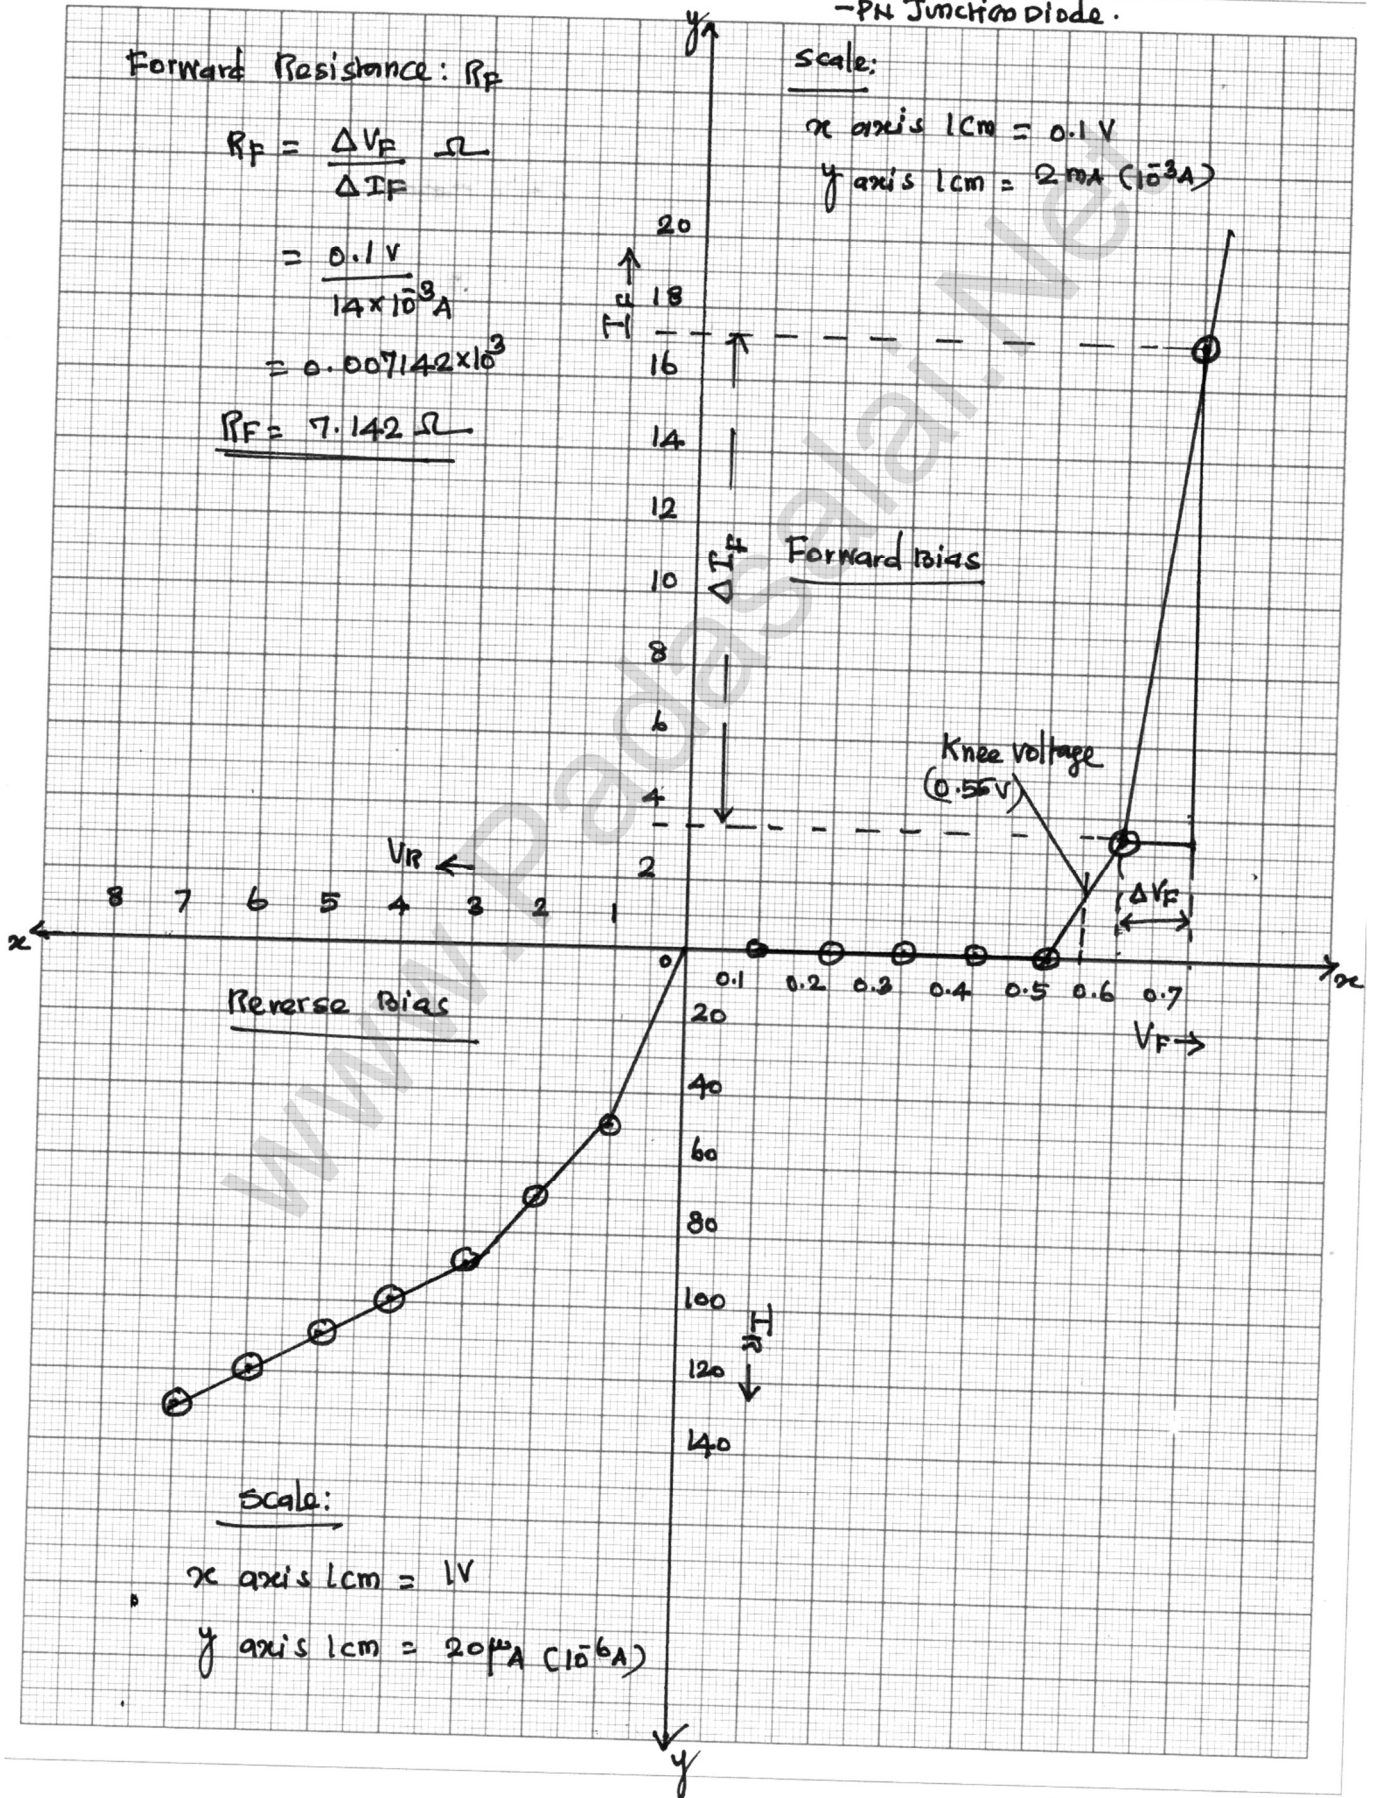 -PN Junction Diode.
y
Forward Resistance: RF
RF = ΔVF / ΔIF Ω
= 0.1 V / 14×10⁻³A
= 0.007142×10³
RF = 7.142 Ω
scale:
x axis 1cm = 0.1 V
y axis 1cm = 2 mA (10⁻³A)
20
18
16
14
12
10
8
6
4
2
IF
ΔIF
Forward Bias
Knee voltage
(0.56V)
ΔVF
VR
8 7 6 5 4 3 2 1
x
0 0.1 0.2 0.3 0.4 0.5 0.6 0.7
x
VF
Reverse Bias
20
40
60
80
100
120
140
IR
scale:
x axis 1cm = 1V
y axis 1cm = 20μA (10⁻⁶A)
y
www.Padasalai.Net